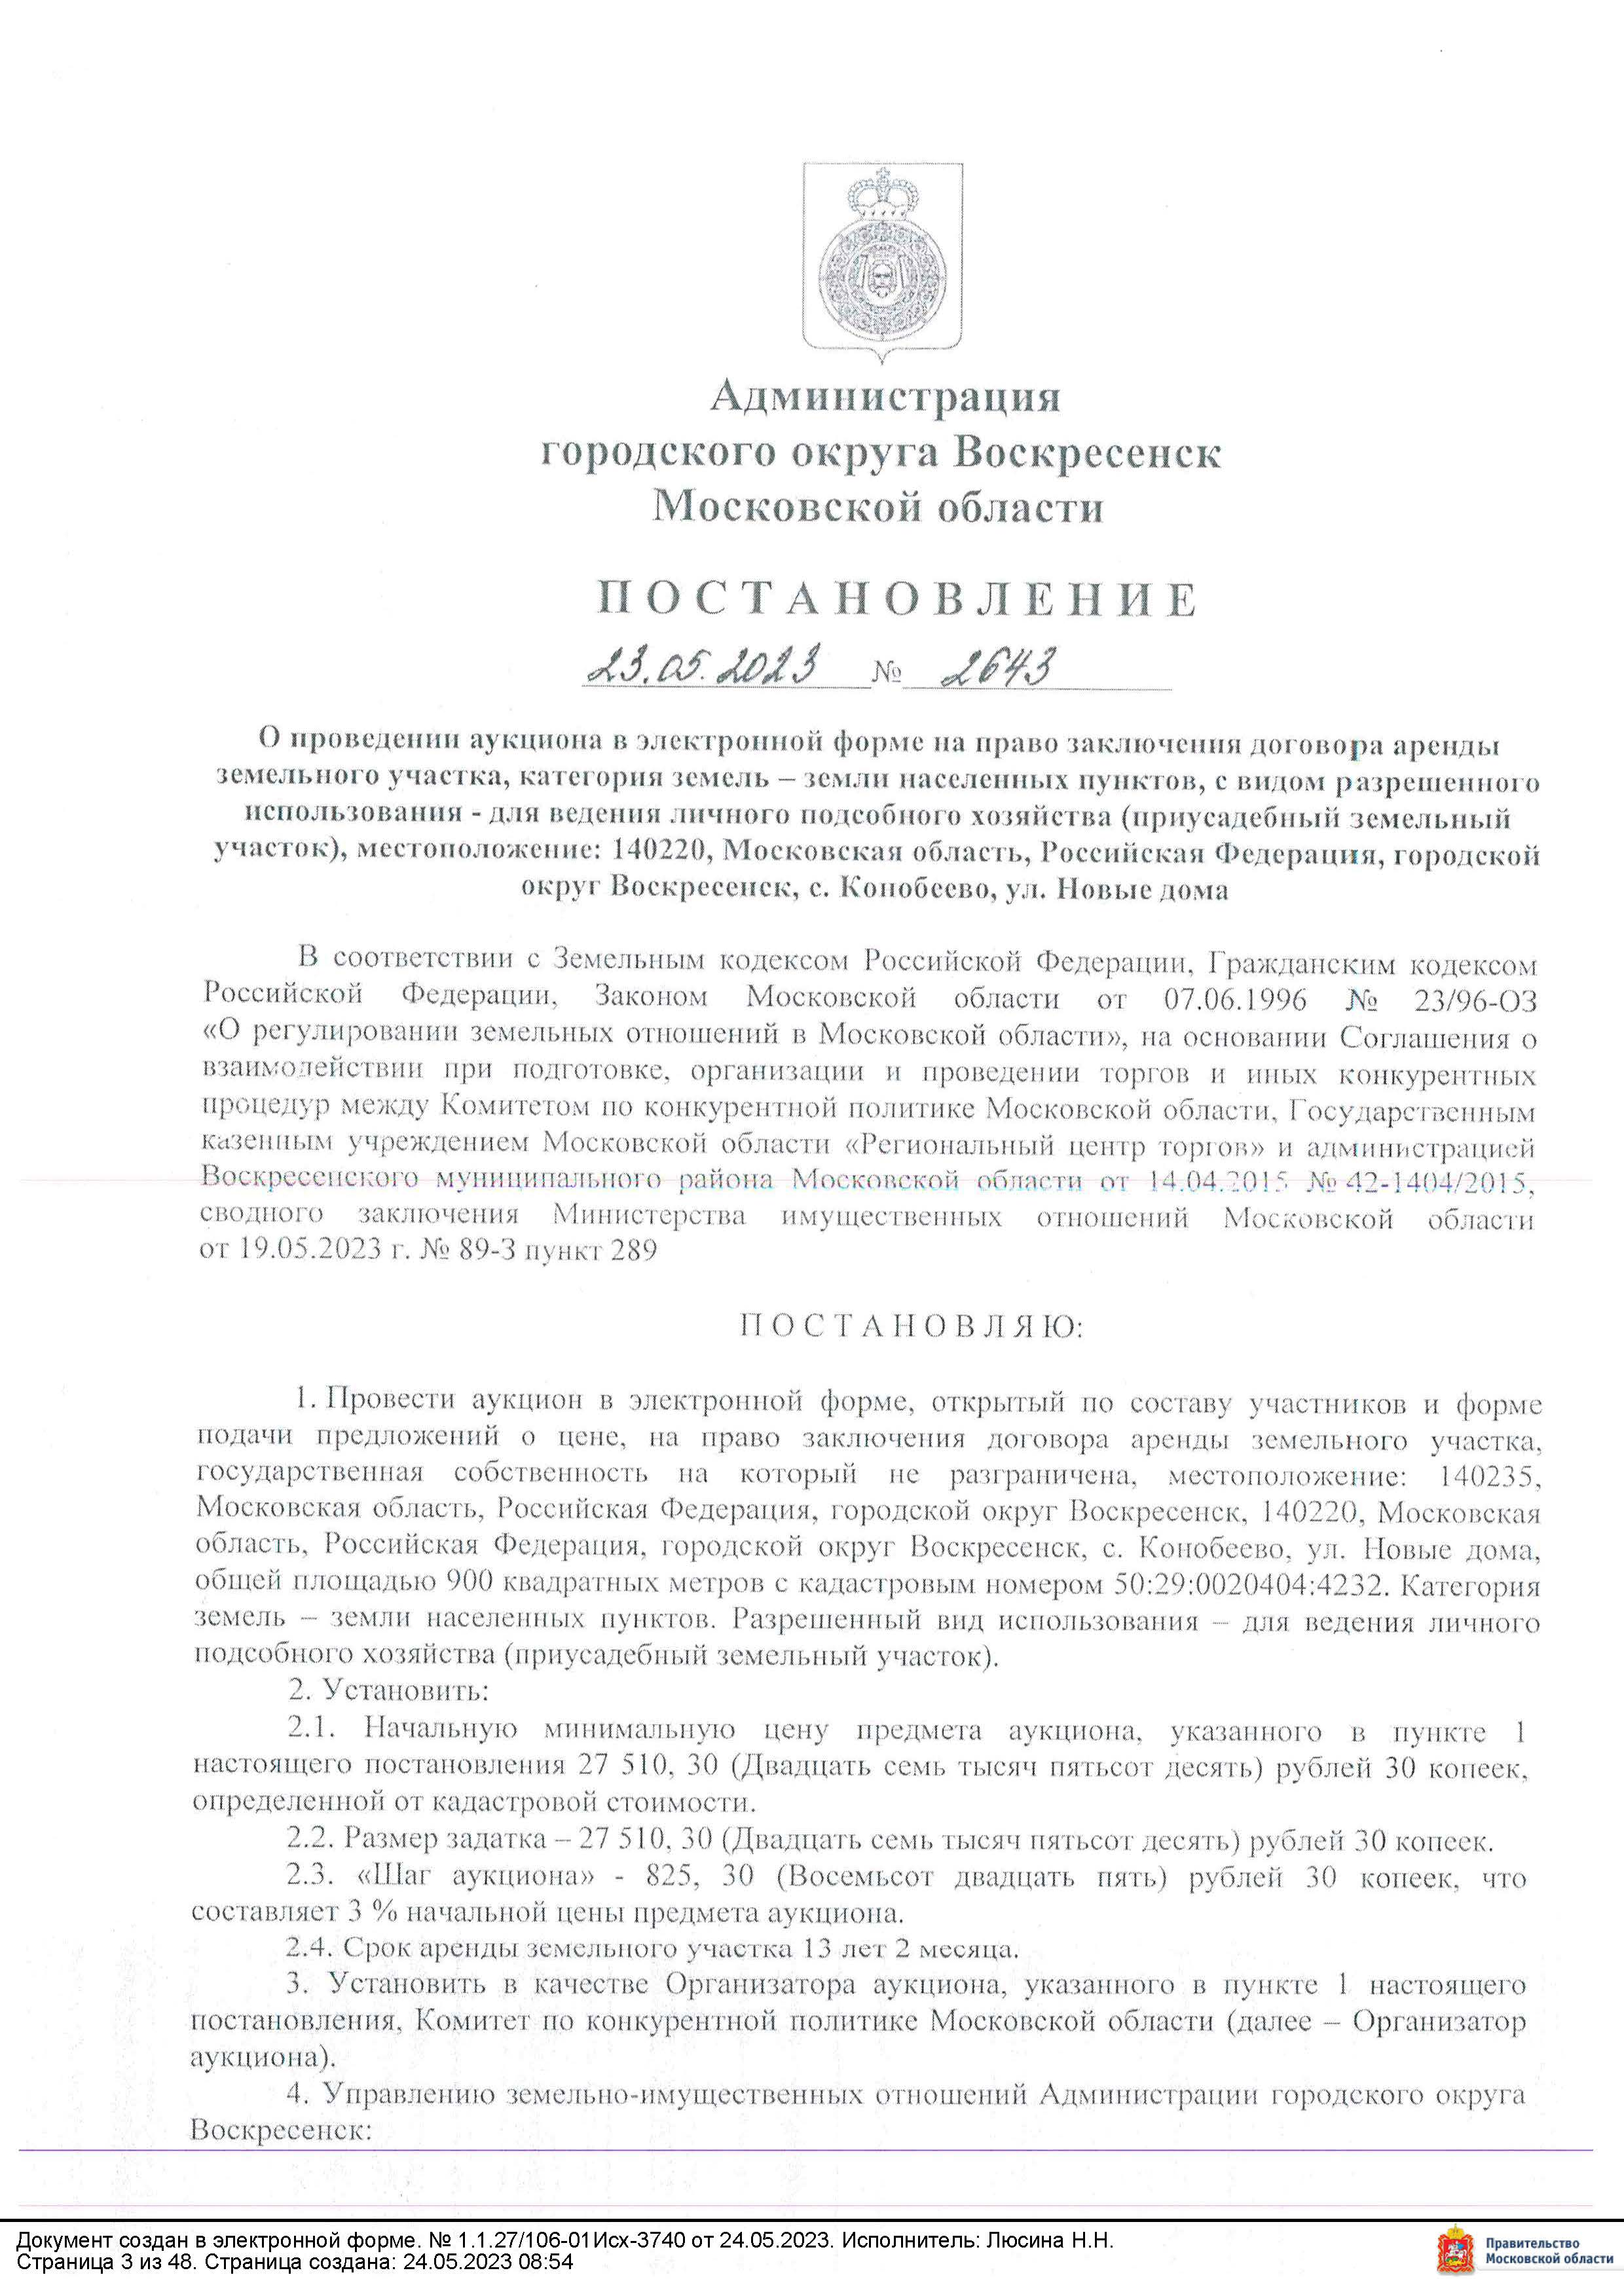 Администрация
городского округа Воскресенск
Московской области
ПОСТАНОВЛЕНИЕ
23.05.2023 № 2643
О проведении аукциона в электронной форме на право заключения договора аренды
земельного участка, категория земель – земли населенных пунктов, с видом разрешенного
использования - для ведения личного подсобного хозяйства (приусадебный земельный
участок), местоположение: 140220, Московская область, Российская Федерация, городской
округ Воскресенск, с. Конобеево, ул. Новые дома
В соответствии с Земельным кодексом Российской Федерации, Гражданским кодексом
Российской Федерации, Законом Московской области от 07.06.1996 № 23/96-ОЗ
«О регулировании земельных отношений в Московской области», на основании Соглашения о
взаимодействии при подготовке, организации и проведении торгов и иных конкурентных
процедур между Комитетом по конкурентной политике Московской области, Государственным
казенным учреждением Московской области «Региональный центр торгов» и администрацией
Воскресенского муниципального района Московской области от 14.04.2015 № 42-1404/2015,
сводного заключения Министерства имущественных отношений Московской области
от 19.05.2023 г. № 89-З пункт 289
ПОСТАНОВЛЯЮ:
1. Провести аукцион в электронной форме, открытый по составу участников и форме
подачи предложений о цене, на право заключения договора аренды земельного участка,
государственная собственность на который не разграничена, местоположение: 140235,
Московская область, Российская Федерация, городской округ Воскресенск, 140220, Московская
область, Российская Федерация, городской округ Воскресенск, с. Конобеево, ул. Новые дома,
общей площадью 900 квадратных метров с кадастровым номером 50:29:0020404:4232. Категория
земель – земли населенных пунктов. Разрешенный вид использования – для ведения личного
подсобного хозяйства (приусадебный земельный участок).
2. Установить:
2.1. Начальную минимальную цену предмета аукциона, указанного в пункте 1
настоящего постановления 27 510, 30 (Двадцать семь тысяч пятьсот десять) рублей 30 копеек,
определенной от кадастровой стоимости.
2.2. Размер задатка – 27 510, 30 (Двадцать семь тысяч пятьсот десять) рублей 30 копеек.
2.3. «Шаг аукциона» - 825, 30 (Восемьсот двадцать пять) рублей 30 копеек, что
составляет 3 % начальной цены предмета аукциона.
2.4. Срок аренды земельного участка 13 лет 2 месяца.
3. Установить в качестве Организатора аукциона, указанного в пункте 1 настоящего
постановления, Комитет по конкурентной политике Московской области (далее – Организатор
аукциона).
4. Управлению земельно-имущественных отношений Администрации городского округа
Воскресенск:
Документ создан в электронной форме. № 1.1.27/106-01Исх-3740 от 24.05.2023. Исполнитель: Люсина Н.Н.
Страница 3 из 48. Страница создана: 24.05.2023 08:54
Правительство
Московской области